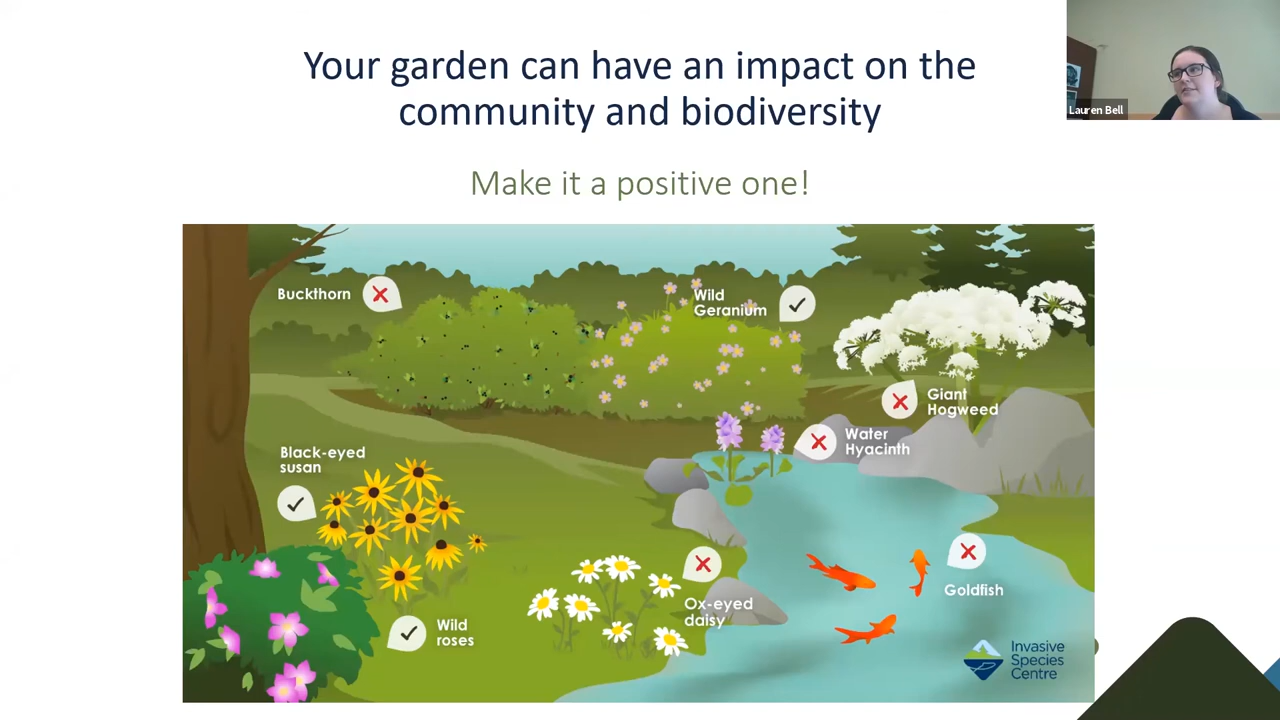 Your garden can have an impact on the
community and biodiversity
Lauren Bell
Make it a positive one!
Buckthorn
Wild
Geranium
Giant
Hogweed
Water
Hyacinth
Black-eyed
susan
Goldfish
Ox-eyed
daisy
Wild
roses
Invasive
Species
Centre